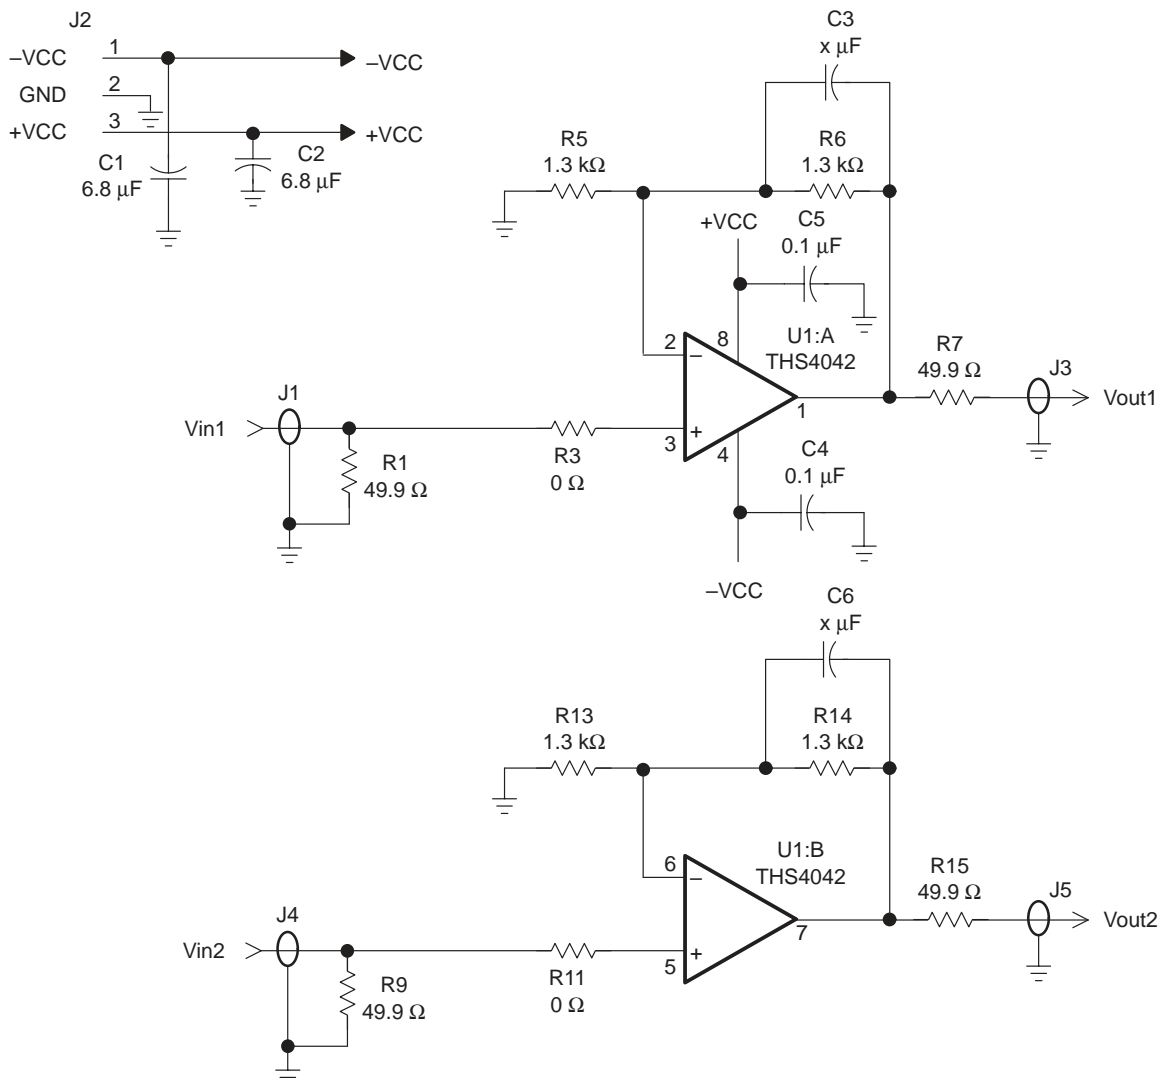 J2
–VCC
1
–VCC
GND
2
+VCC
3
+VCC
C1
6.8 μF
C2
6.8 μF
C3
x μF
R5
1.3 kΩ
R6
1.3 kΩ
+VCC
C5
0.1 μF
2
–
8
U1:A
THS4042
1
R7
49.9 Ω
J3
Vout1
J1
Vin1
R1
49.9 Ω
R3
0 Ω
3
+
4
C4
0.1 μF
–VCC
C6
x μF
R13
1.3 kΩ
R14
1.3 kΩ
6
–
U1:B
THS4042
7
R15
49.9 Ω
J5
Vout2
J4
Vin2
R9
49.9 Ω
R11
0 Ω
5
+